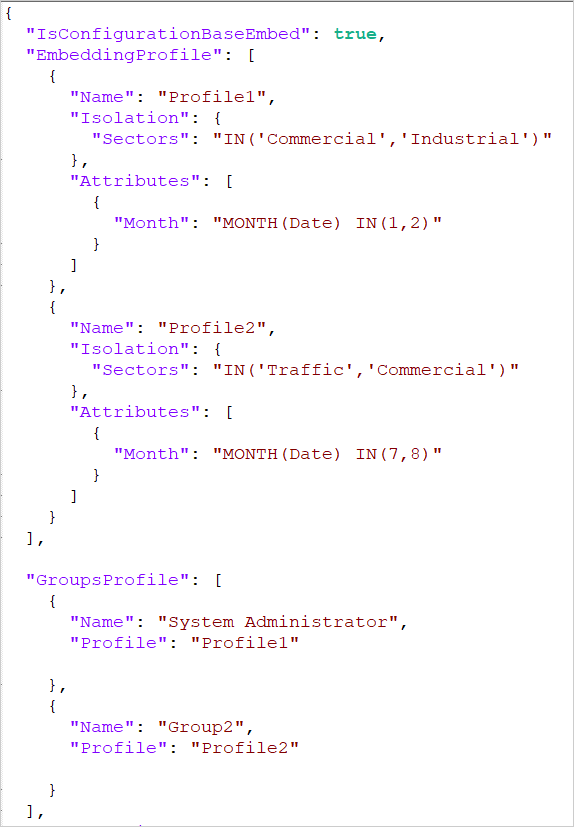 {
  "IsConfigurationBaseEmbed": true,
  "EmbeddingProfile": [
    {
      "Name": "Profile1",
      "Isolation": {
        "Sectors": "IN('Commercial','Industrial')"
      },
      "Attributes": [
        {
          "Month": "MONTH(Date) IN(1,2)"
        }
      ]
    },
    {
      "Name": "Profile2",
      "Isolation": {
        "Sectors": "IN('Traffic','Commercial')"
      },
      "Attributes": [
        {
          "Month": "MONTH(Date) IN(7,8)"
        }
      ]
    }
  ],

  "GroupsProfile": [
    {
      "Name": "System Administrator",
      "Profile": "Profile1"

    },
    {
      "Name": "Group2",
      "Profile": "Profile2"

    }
  ],